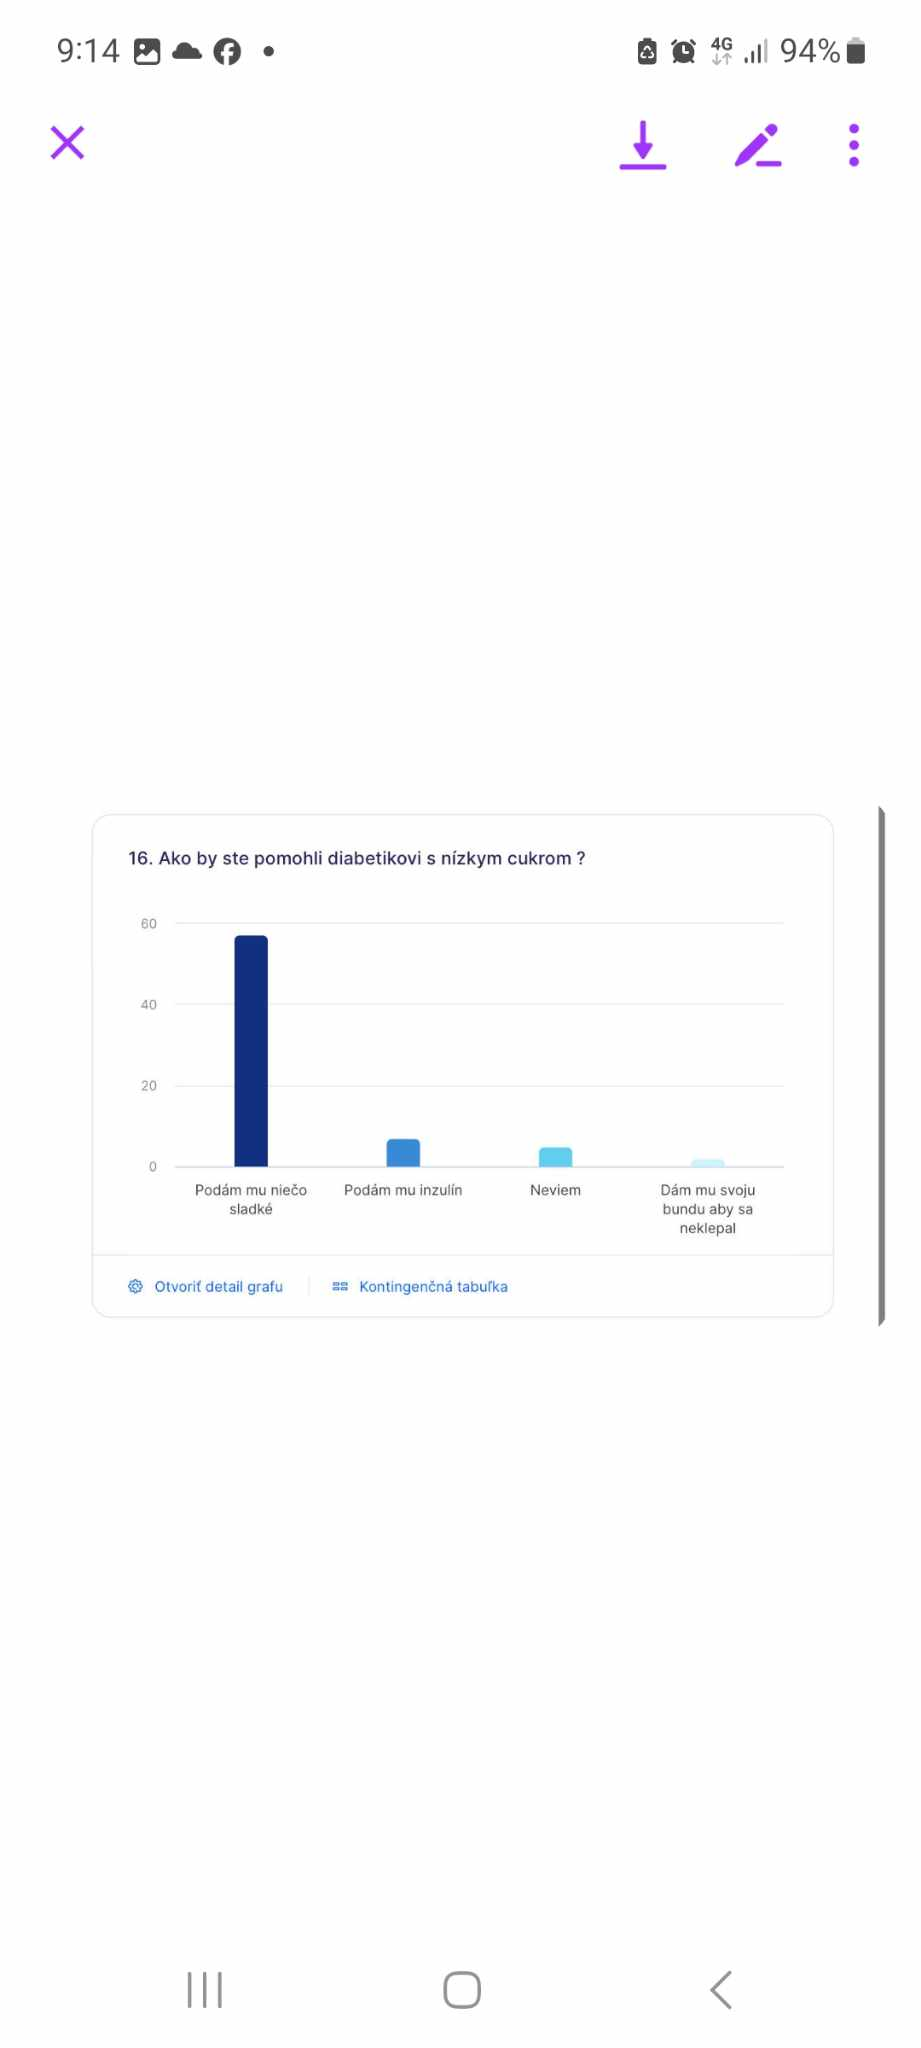 9:14
4G
94%
16. Ako by ste pomohli diabetikovi s nízkym cukrom ?
60
40
20
0
Podám mu niečo
sladké
Podám mu inzulín
Neviem
Dám mu svoju
bundu aby sa
neklepal
Otvoriť detail grafu
Kontingenčná tabuľka